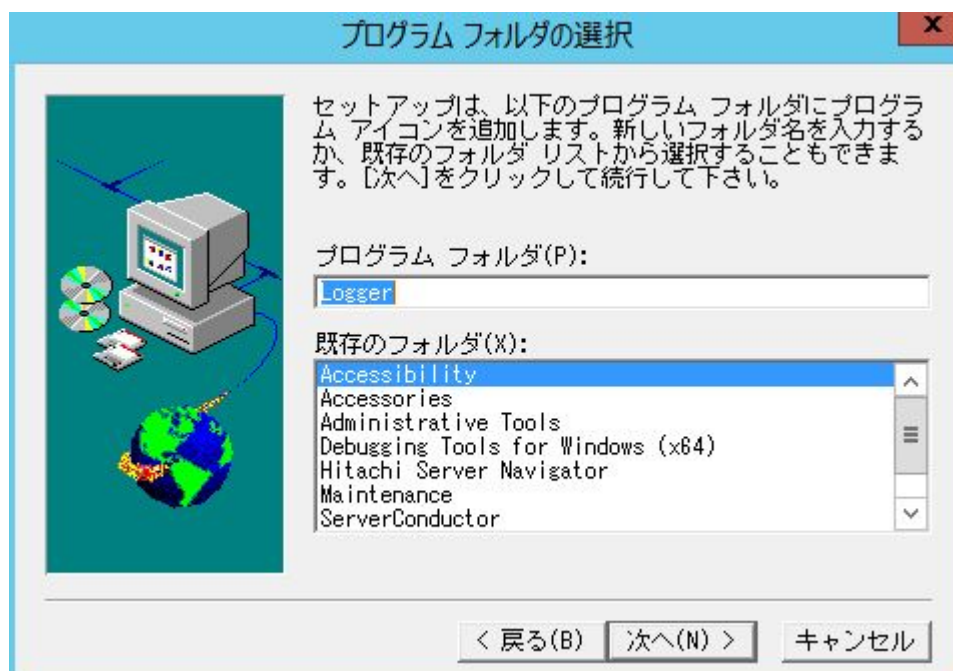 プログラム フォルダの選択
x
セットアップは、以下のプログラム フォルダにプログラ
ム アイコンを追加します。新しいフォルダ名を入力する
か、既存のフォルダ リストから選択することもできま
す。[次へ]をクリックして続行して下さい。
プログラム フォルダ(P):
Logger
既存のフォルダ(X):
Accessibility
Accessories
Administrative Tools
Debugging Tools for Windows (x64)
Hitachi Server Navigator
Maintenance
ServerConductor
< 戻る(B)
次へ(N) >
キャンセル